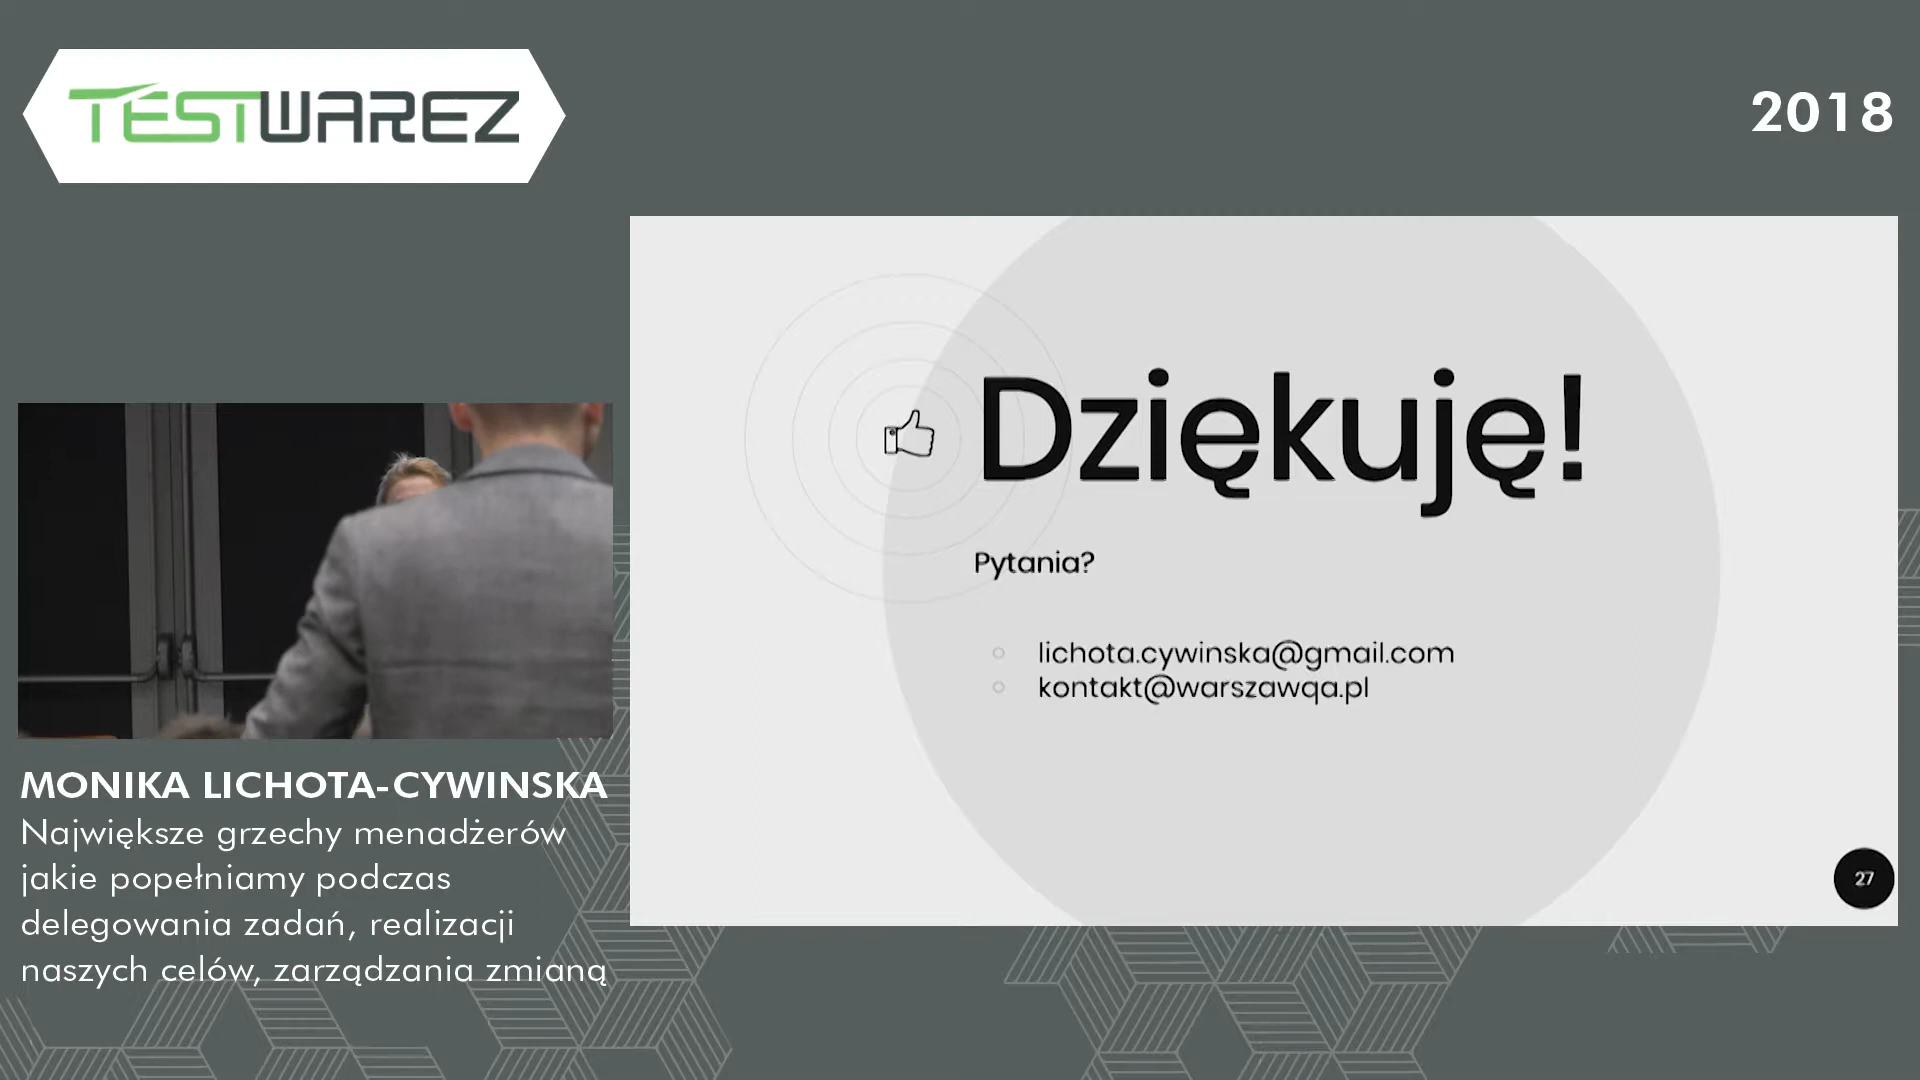 TESTWAREZ
2018
Dziękuję!
Pytania?
lichota.cywinska@gmail.com
kontakt@warszawqa.pl
27
MONIKA LICHOTA-CYWINSKA
Największe grzechy menadżerów
jakie popełniamy podczas
delegowania zadań, realizacji
naszych celów, zarządzania zmianą